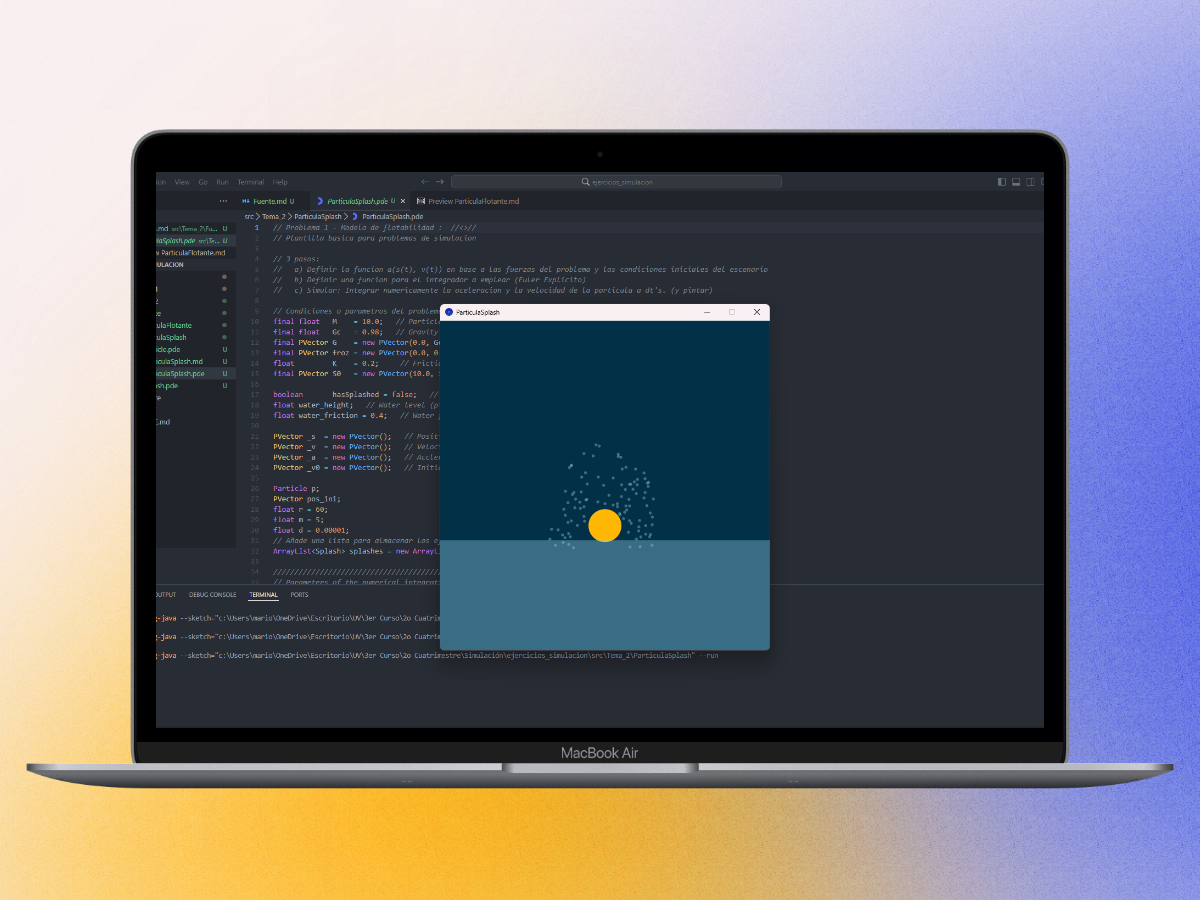 ion View Go Run Terminal Help
ejercicios_simulacion
Fuente.md U
ParticulaSplash.pde U
Preview ParticulaFlotante.md
src > Tema_2 > ParticulaSplash > ParticulaSplash.pde
.md src\Tema_7\Fu... U
laSplash.pde src\Te... U
ParticulaFlotante.md
ULACION
culaFlotante
culaSplash
cle.pde U
iculaSplash.md U
iculaSplash.pde U
sh.pde U
.md
1 // Problema 1 - Modelo de flotabilidad : //<>//
2 // Plantilla basica para problemas de simulacion
3
4 // 3 pasos:
5 // a) Definir la funcion a(s(t), v(t)) en base a las fuerzas del problema y las condiciones iniciales del escenario
6 // b) Definir una funcion para el integrador a emplear (Euler Explicito)
7 // c) Simular: Integrar numericamente la aceleracion y la velocidad de la particula a dt's. (y pintar)
8
9 // Condiciones o parametros del problema
10 final float M = 10.0; // Particle
11 final float Gc = 0.98; // Gravity
12 final PVector G = new PVector(0.0, Gc
13 final PVector froz = new PVector(0.0, 0
14 float K = 0.2; // Frictio
15 final PVector S0 = new PVector(10.0,
16
17 boolean hasSplashed = false; //
18 float water_height; // Water level (p
19 float water_friction = 0.4; // Water
20
21 PVector _s = new PVector(); // Posit
22 PVector _v = new PVector(); // Veloc
23 PVector _a = new PVector(); // Accle
24 PVector _v0 = new PVector(); // Initi
25
26 Particle p;
27 PVector pos_ini;
28 float r = 60;
29 float m = 5;
30 float d = 0.00001;
31 // Añade una lista para almacenar los ej
32 ArrayList<Splash> splashes = new ArrayLi
33
34 ///////////////////////////////////////
// Parameters of the numerical integrat
ParticulaSplash
OUTPUT DEBUG CONSOLE TERMINAL PORTS
g-java --sketch="c:\Users\mario\OneDrive\Escritorio\UV\3er Curso\2o Cuatrim
g-java --sketch="c:\Users\mario\OneDrive\Escritorio\UV\3er Curso\2o Cuatrim
g-java --sketch="c:\Users\mario\OneDrive\Escritorio\UV\3er Curso\2o Cuatrimestre\Simulación\ejercicios_simulacion\src\Tema_2\ParticulaSplash" --run
MacBook Air